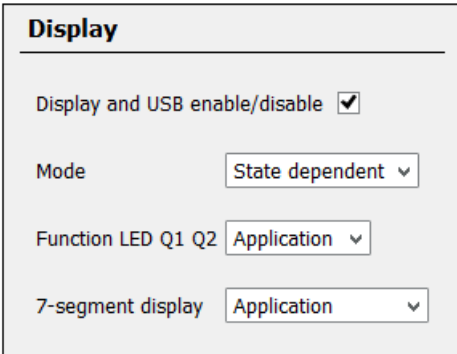 Display
Display and USB enable/disable
Mode State dependent
Function LED Q1 Q2 Application
7-segment display Application